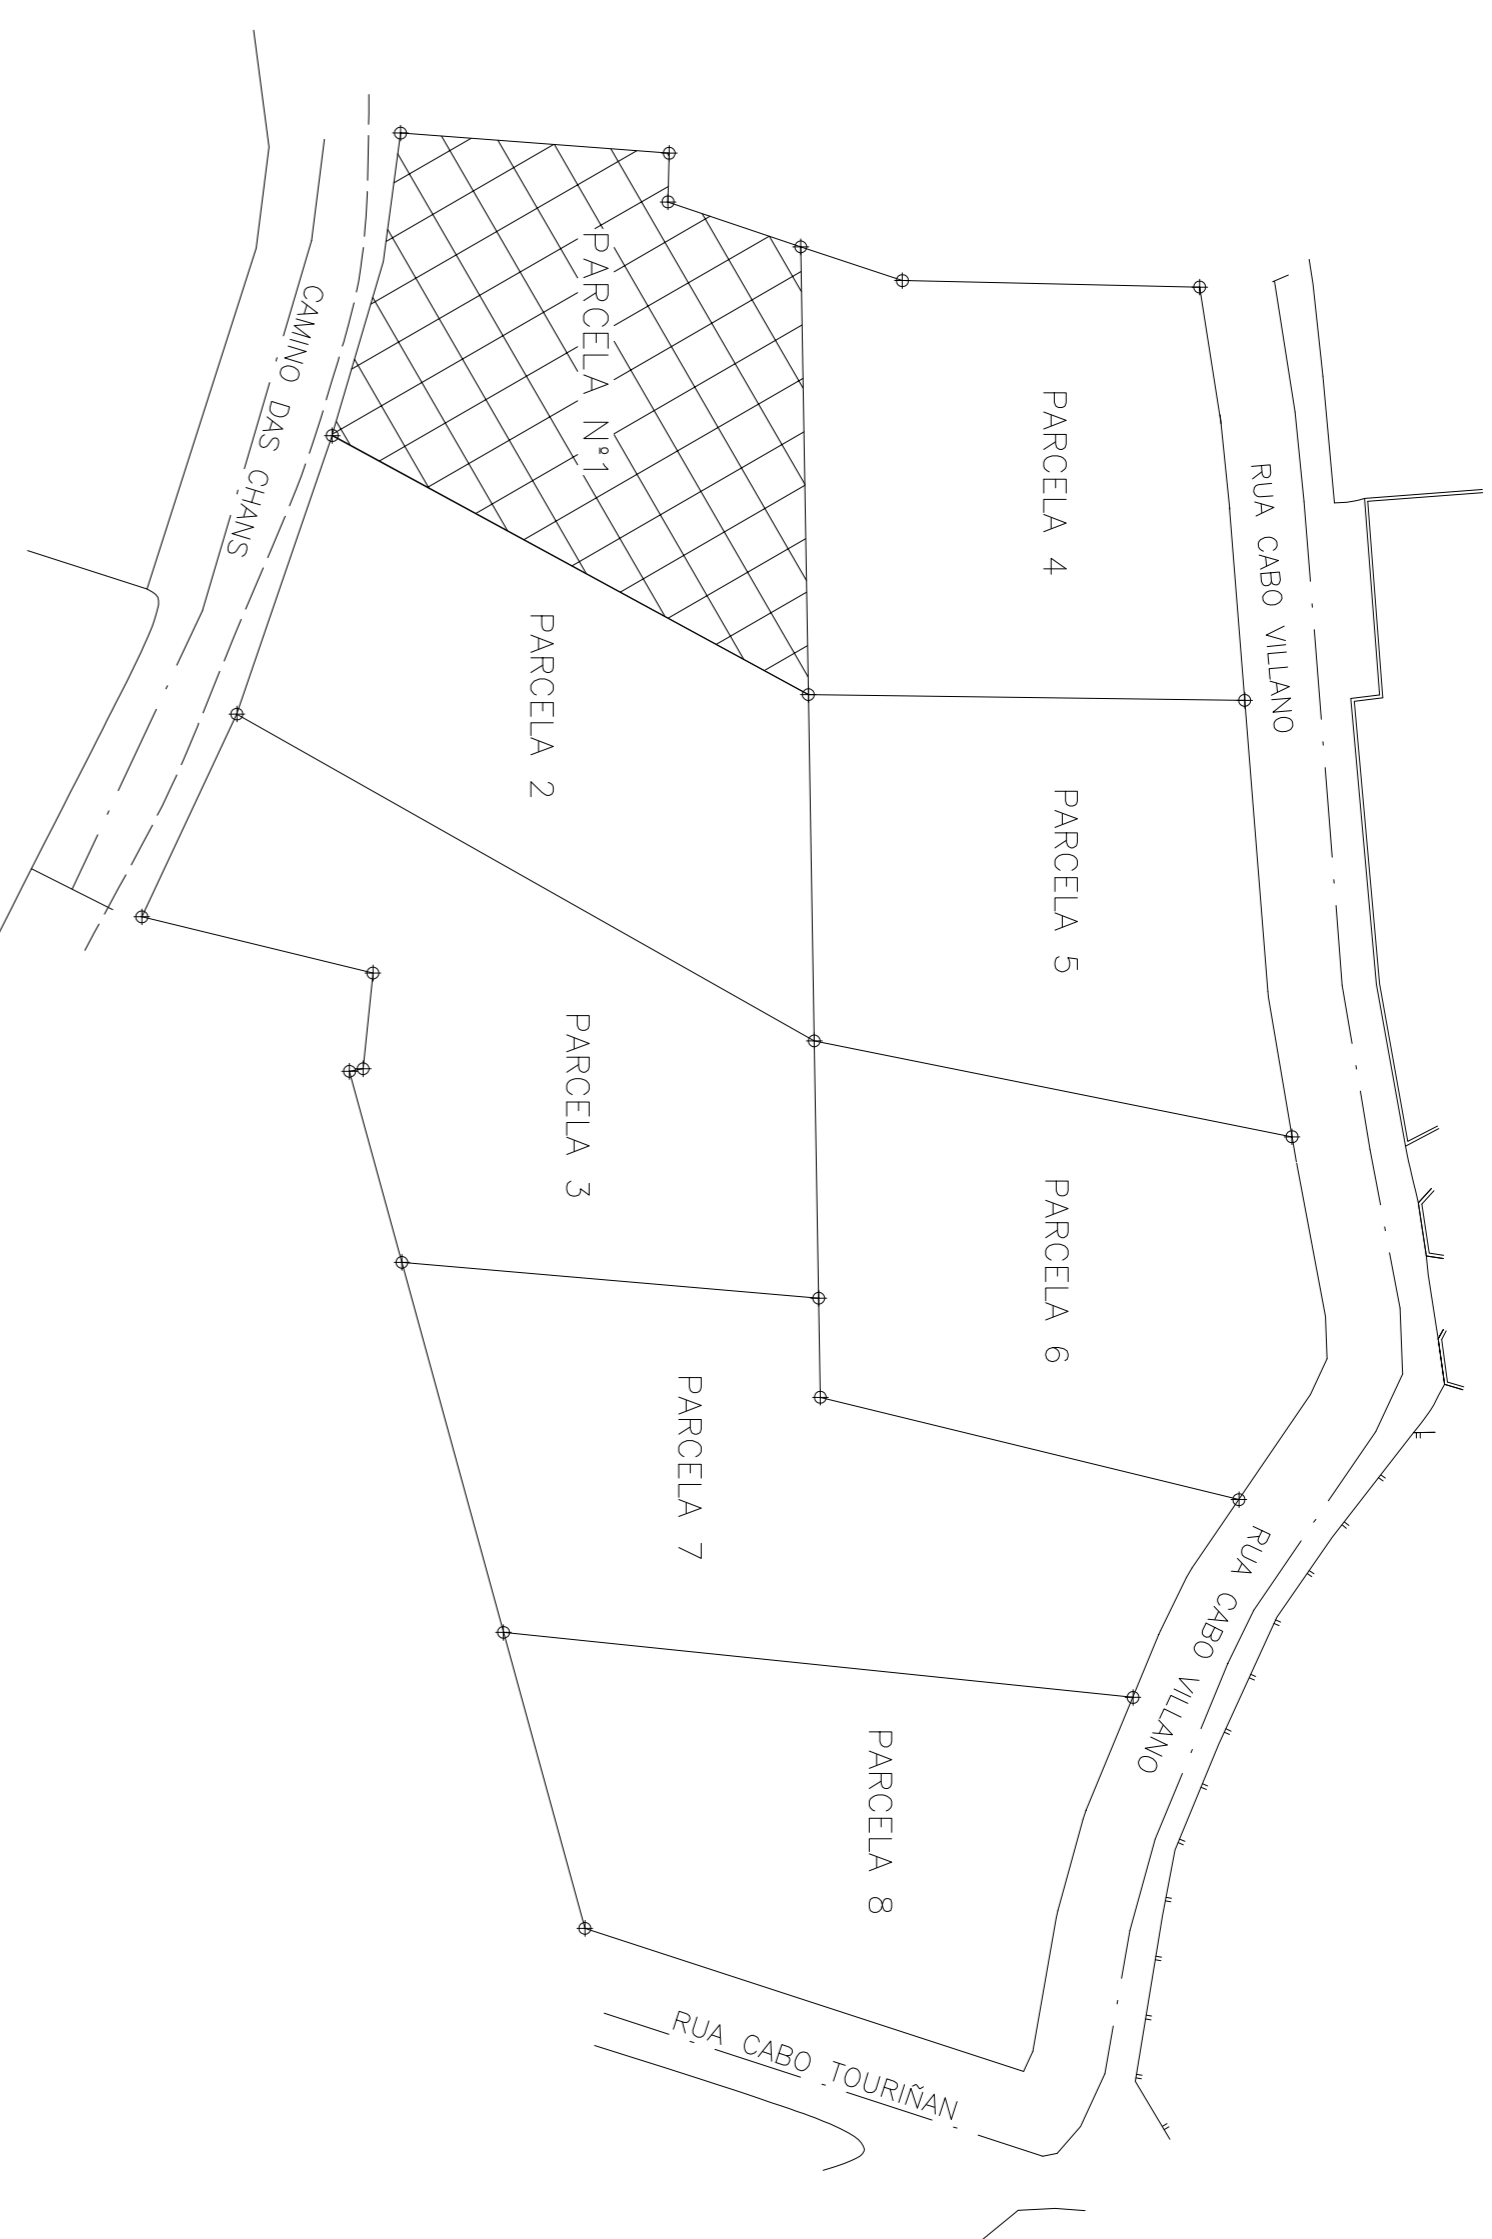 RUA CABO VILLANO
PARCELA 4
PARCELA Nº1
CAMINO DAS CHANS
PARCELA 5
PARCELA 2
PARCELA 6
PARCELA 3
PARCELA 7
RUA CABO VILLANO
PARCELA 8
RUA CABO TOURIÑAN